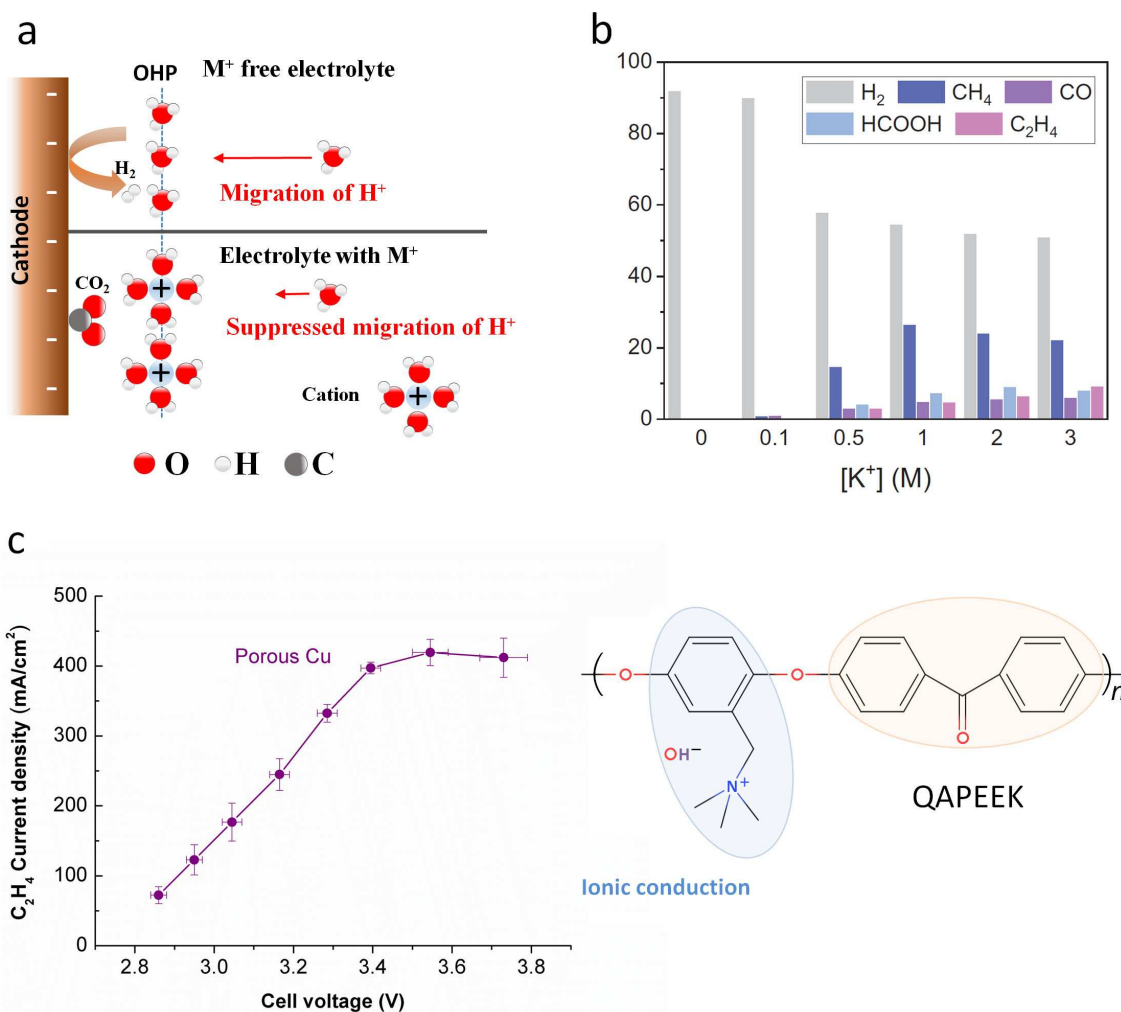 a
M⁺ free electrolyte
OHP
H₂
Migration of H⁺
Cathode
Electrolyte with M⁺
CO₂
Suppressed migration of H⁺
Cation
+
+
+
O H C
b
100
80
60
40
20
0
H₂ CH₄ CO
HCOOH C₂H₄
0 0.1 0.5 1 2 3
[K⁺] (M)
c
C₂H₄ Current density (mA/cm²)
500
400
300
200
100
0
Porous Cu
2.8 3.0 3.2 3.4 3.6 3.8
Cell voltage (V)
( O O )n
O
OH⁻
N⁺
QAPEEK
Ionic conduction